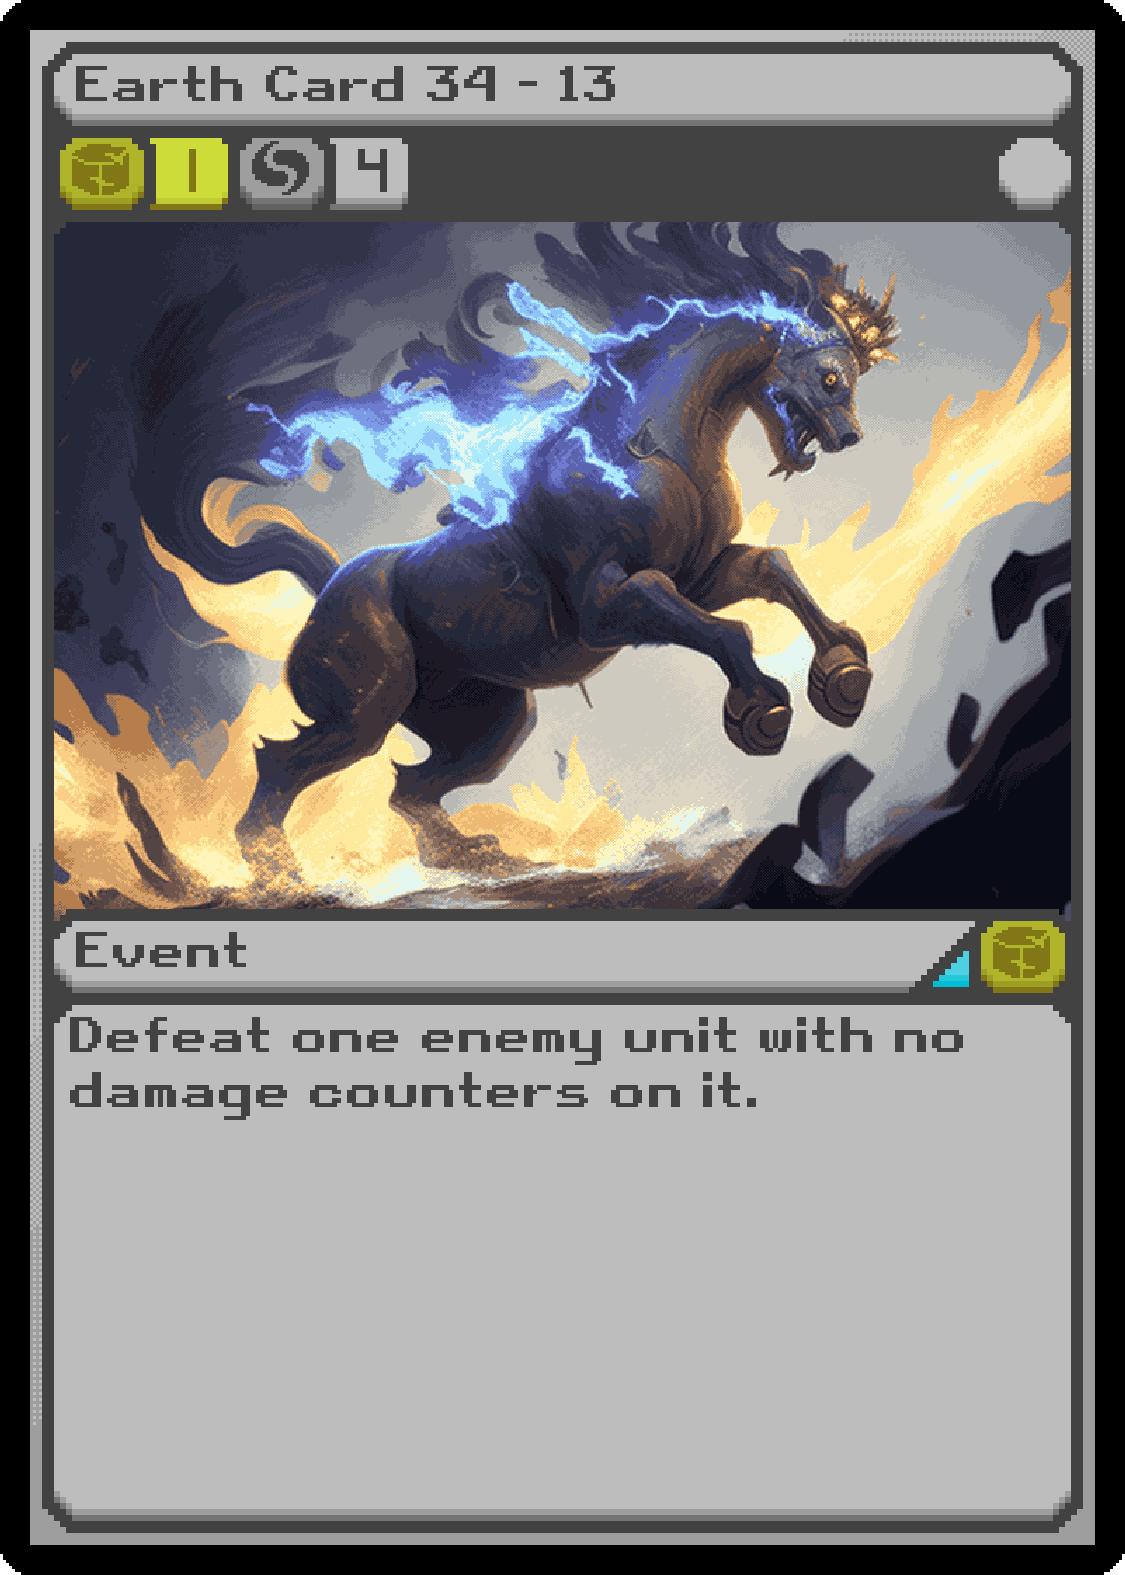 Earth Card 34 - 13
1 4
Event
Defeat one enemy unit with no
damage counters on it.